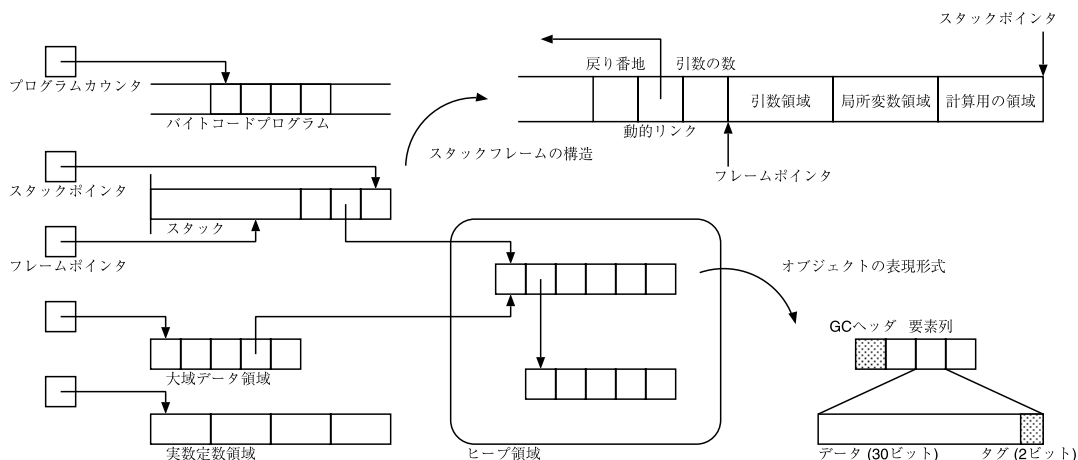 スタックポインタ
戻り番地
引数の数
プログラムカウンタ
引数領域
局所変数領域
計算用の領域
バイトコードプログラム
動的リンク
スタックフレームの構造
フレームポインタ
スタックポインタ
スタック
フレームポインタ
オブジェクトの表現形式
GCヘッダ
要素列
大域データ領域
実数定数領域
ヒープ領域
データ (30ビット)
タグ (2ビット)